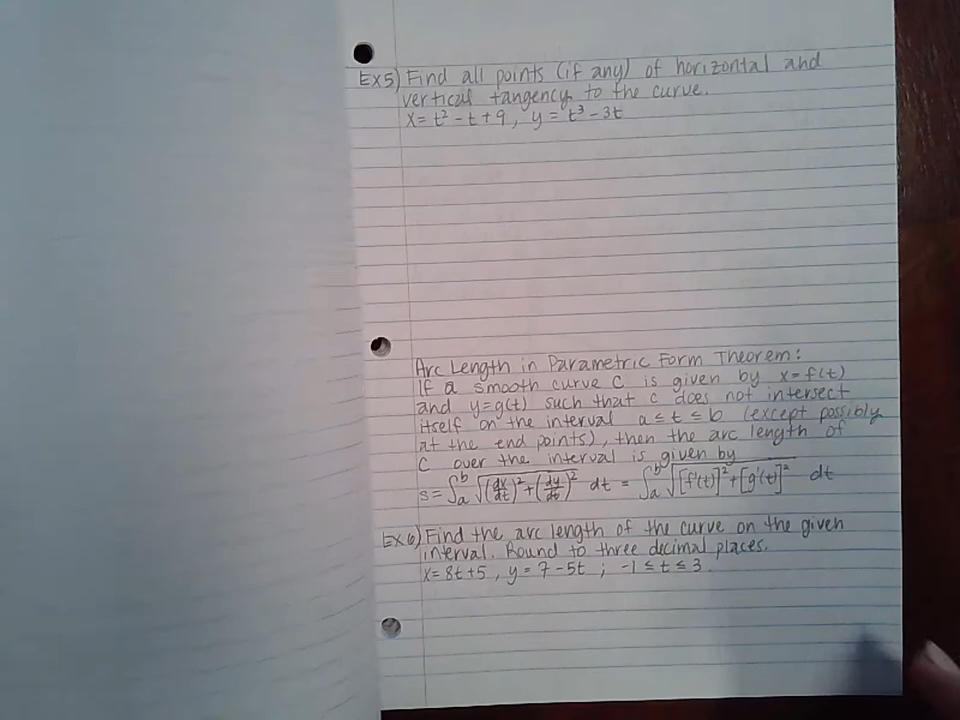 Ex 5) Find all points (if any) of horizontal and
vertical tangency to the curve.
x = t² - t + 9, y = t³ - 3t
Arc Length in Parametric Form Theorem:
If a smooth curve C is given by x = f(t)
and y = g(t) such that C does not intersect
itself on the interval a ≤ t ≤ b (except possibly
at the end points), then the arc length of
C over the interval is given by
s = ∫ₐᵇ √((dx/dt)² + (dy/dt)²) dt = ∫ₐᵇ √([f'(t)]² + [g'(t)]²) dt
Ex 6) Find the arc length of the curve on the given
interval. Round to three decimal places.
x = 8t + 5, y = 7 - 5t ; -1 ≤ t ≤ 3